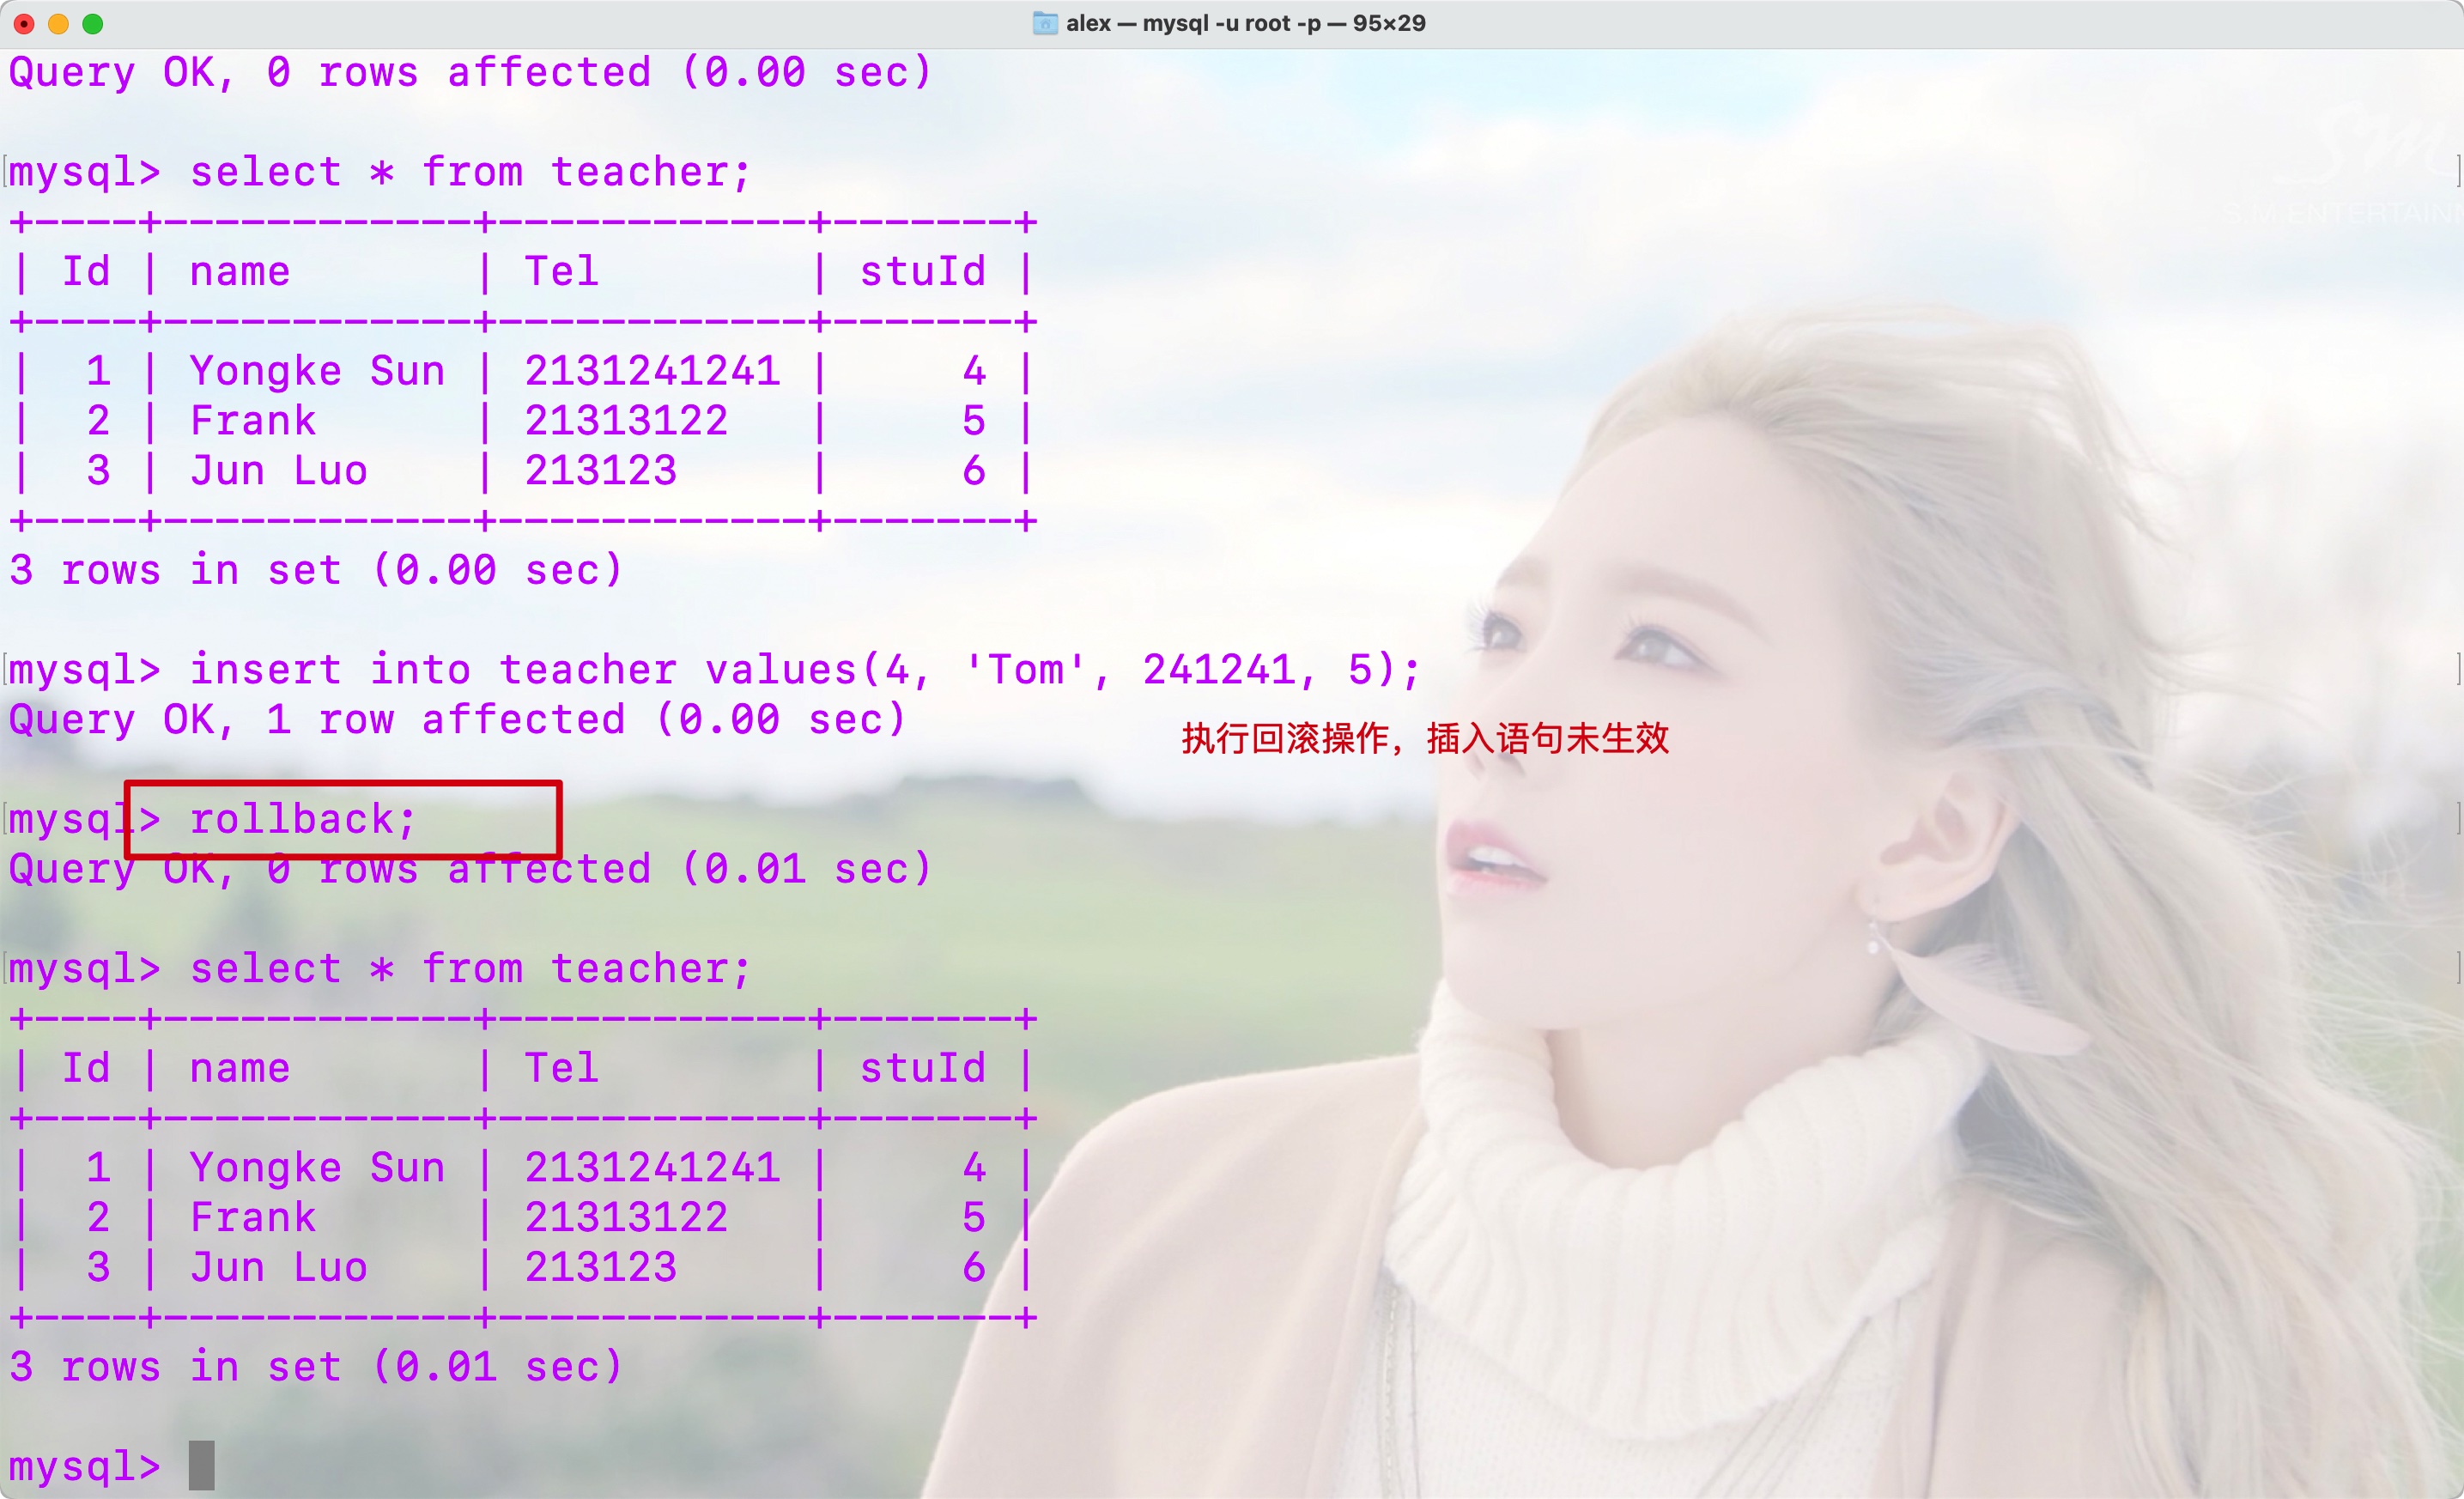 alex — mysql -u root -p — 95×29
Query OK, 0 rows affected (0.00 sec)
mysql> select * from teacher;
+----+------------+------------+-------+
| Id | name       | Tel        | stuId |
+----+------------+------------+-------+
|  1 | Yongke Sun | 2131241241 |     4 |
|  2 | Frank      | 21313122   |     5 |
|  3 | Jun Luo    | 213123     |     6 |
+----+------------+------------+-------+
3 rows in set (0.00 sec)
mysql> insert into teacher values(4, 'Tom', 241241, 5);
Query OK, 1 row affected (0.00 sec)
执行回滚操作，插入语句未生效
mysql> rollback;
Query OK, 0 rows affected (0.01 sec)
mysql> select * from teacher;
+----+------------+------------+-------+
| Id | name       | Tel        | stuId |
+----+------------+------------+-------+
|  1 | Yongke Sun | 2131241241 |     4 |
|  2 | Frank      | 21313122   |     5 |
|  3 | Jun Luo    | 213123     |     6 |
+----+------------+------------+-------+
3 rows in set (0.01 sec)
mysql>